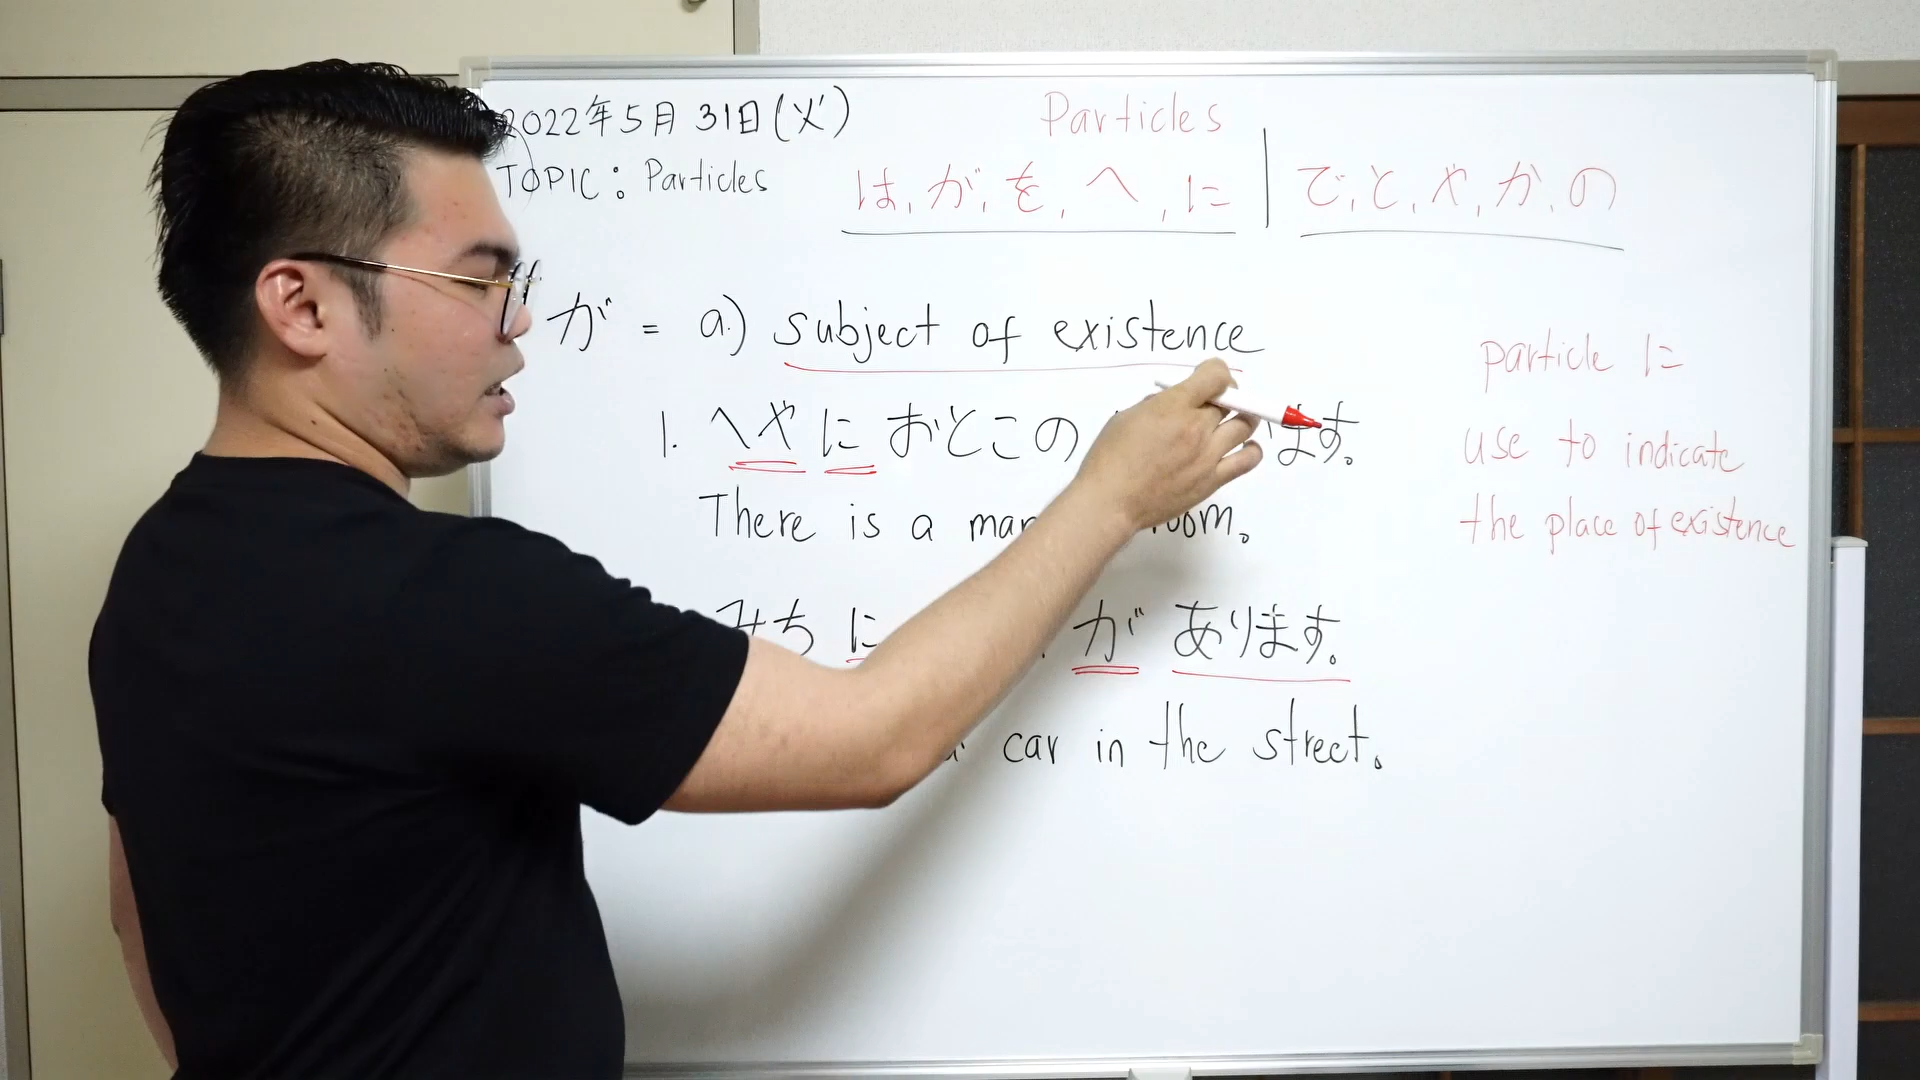 2022年5月31日(火)
TOPIC: Particles
Particles
は,が,を,へ,に | で,と,や,か,の
が = a.) subject of existence
1. へやに おとこの ます。
There is a room.
みちに が あります。
car in the street.
particle に
use to indicate
the place of existence